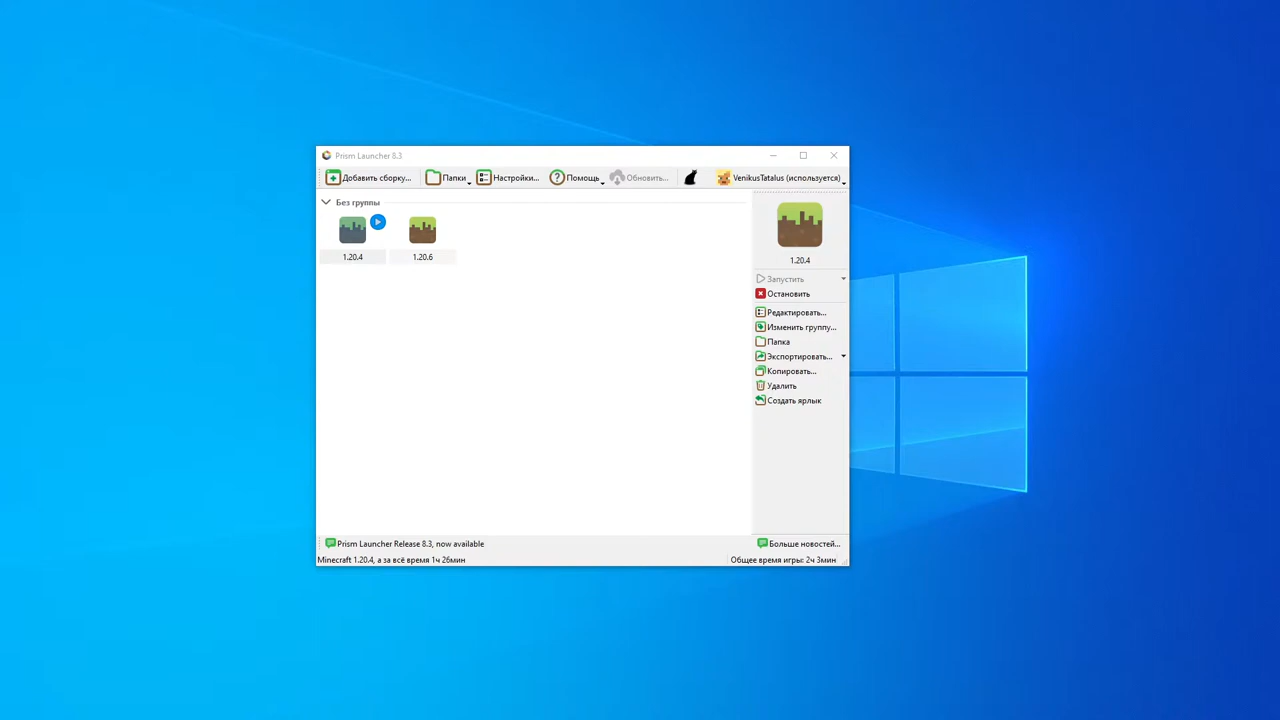 Prism Launcher 8.3
Добавить сборку...
Папки
Настройки...
Помощь
Обновить...
VenikusTatalus (используется)
Без группы
1.20.4
1.20.6
1.20.4
Запустить
Остановить
Редактировать...
Изменить группу...
Папка
Экспортировать...
Копировать...
Удалить
Создать ярлык
Prism Launcher Release 8.3, now available
Больше новостей...
Minecraft 1.20.4, а за всё время 1ч 26мин
Общее время игры: 2ч 3мин